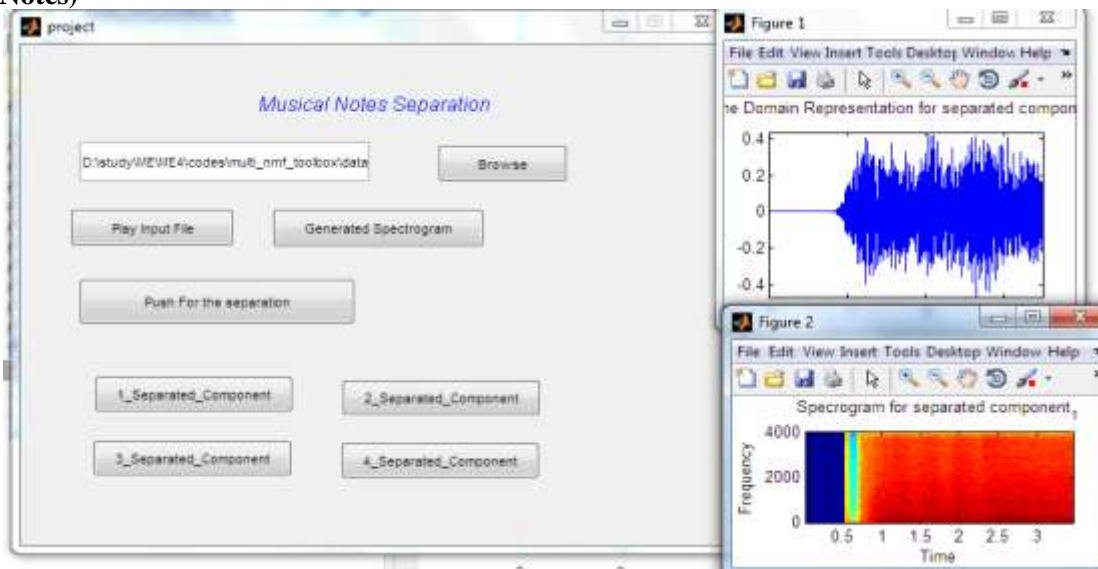 Notes)
project
Musical Notes Separation
D:\study\ME\ME4\codes\multi_nmf_toolbox\data
Browse
Play Input File
Generated Spectrogram
Push For the separation
1_Separated_Component
2_Separated_Component
3_Separated_Component
4_Separated_Component
Figure 1
File Edit View Insert Tools Desktop Window Help
ne Domain Representation for separated compon
0.4
0.2
0
-0.2
-0.4
Figure 2
File Edit View Insert Tools Desktop Window Help
Specrogram for separated component,1
Frequency
4000
2000
0
0.5 1 1.5 2 2.5 3
Time